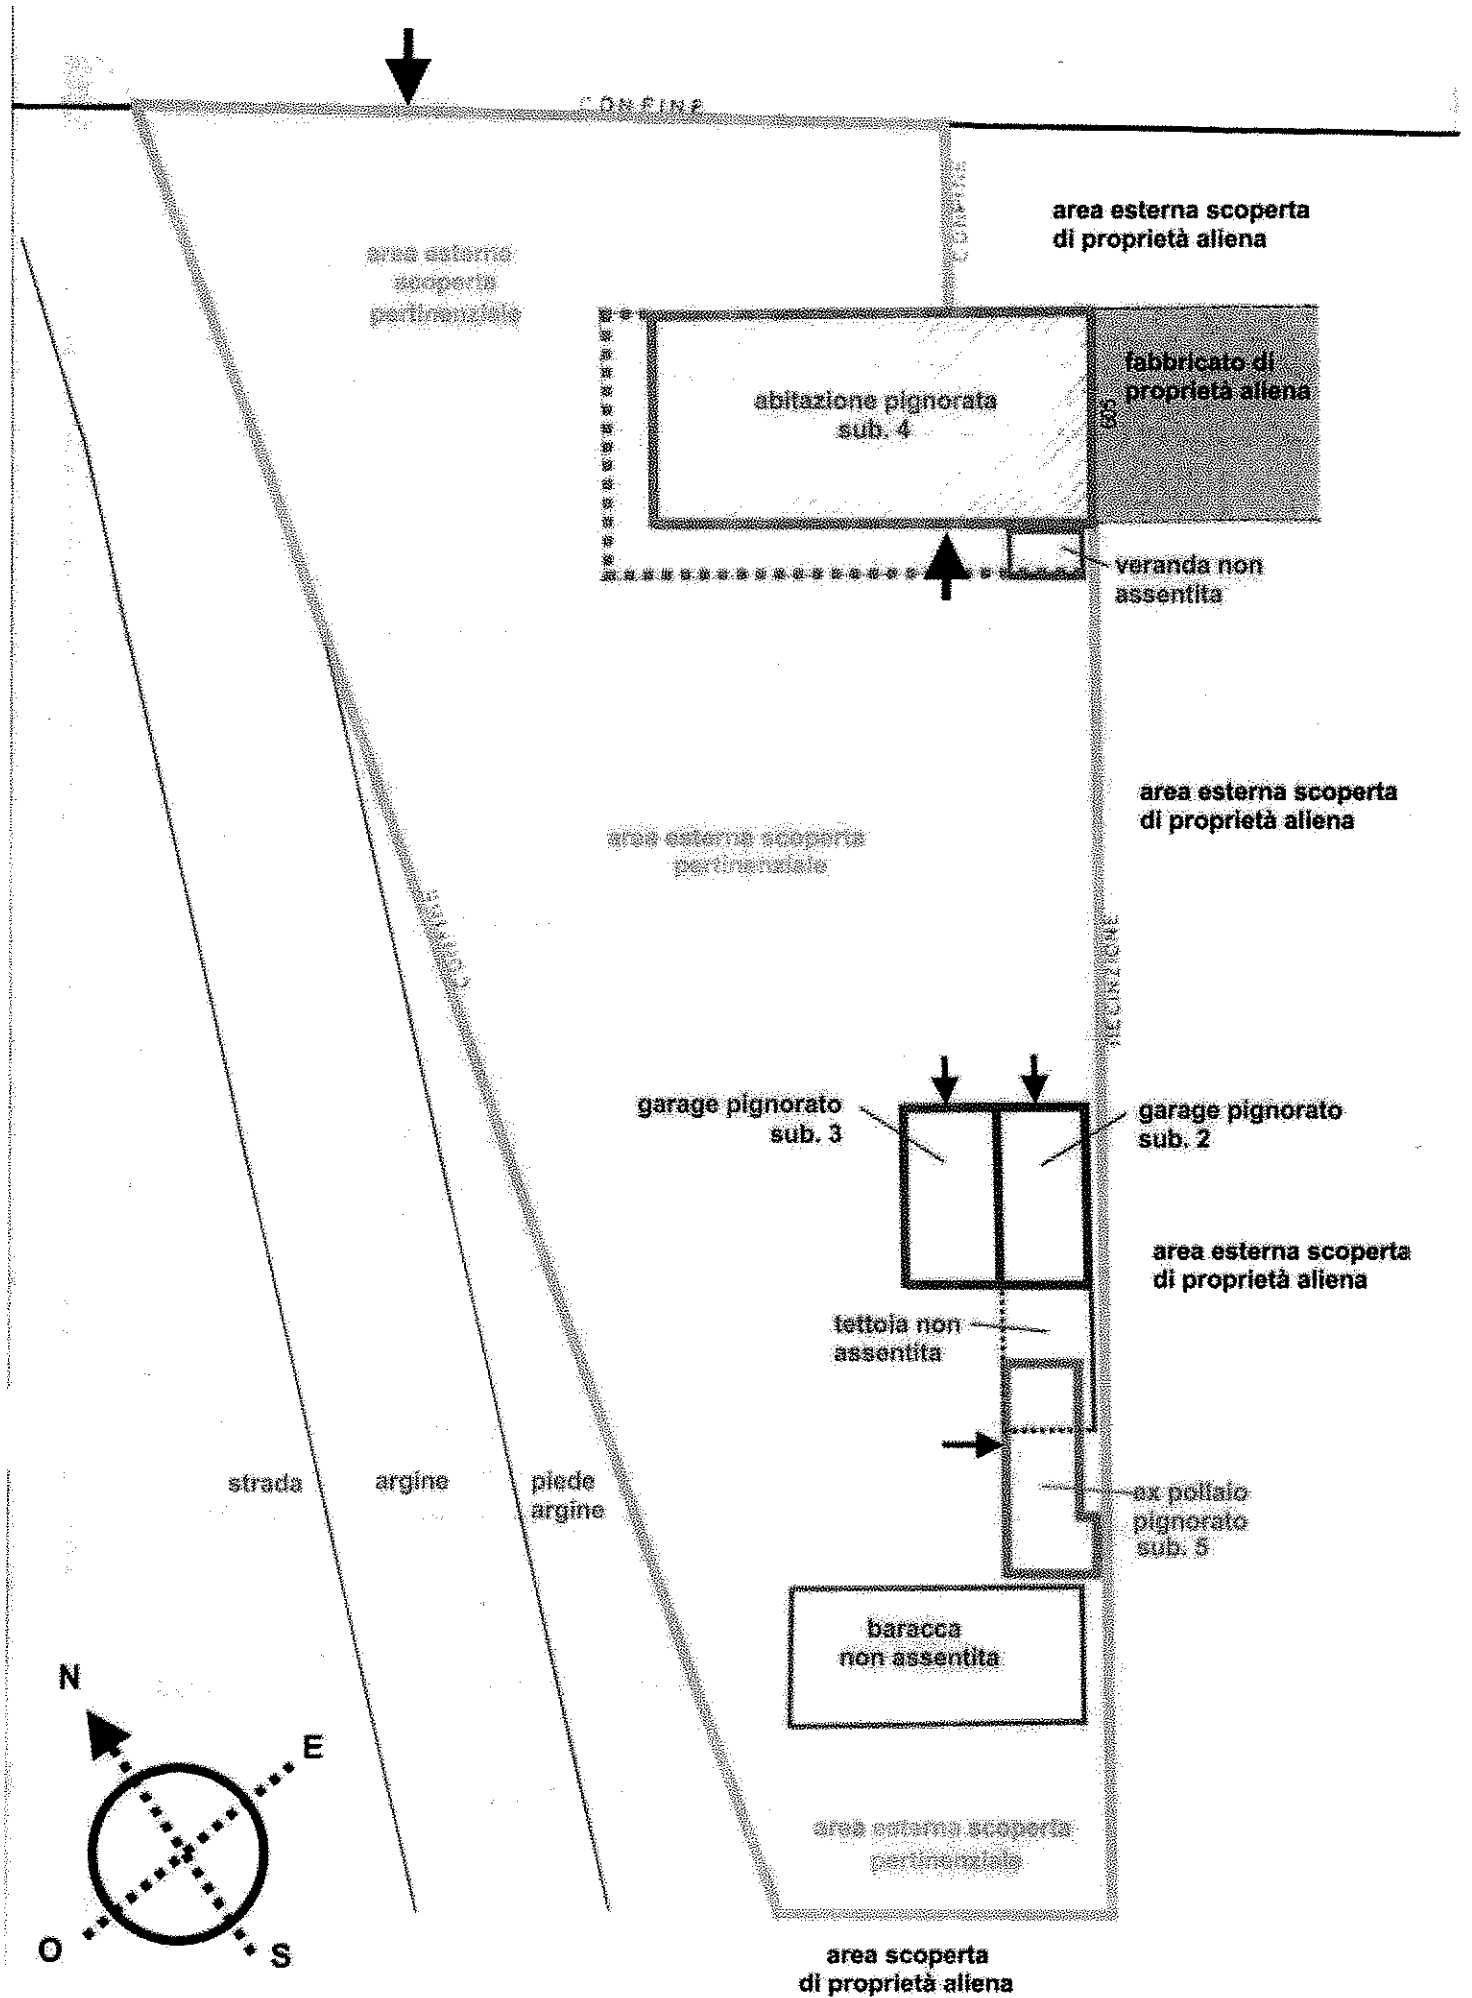 CONFINE
CONFINE
area esterna scoperta
di proprietà aliena
area esterna
scoperta
pertinenziale
fabbricato di
proprietà aliena
605
abitazione pignorata
sub. 4
veranda non
assentita
area esterna scoperta
di proprietà aliena
area esterna scoperta
pertinenziale
CONFINE
RECINZIONE
garage pignorato
sub. 3
garage pignorato
sub. 2
area esterna scoperta
di proprietà aliena
tettoia non
assentita
strada
argine
piede
argine
ex pollaio
pignorato
sub. 5
baracca
non assentita
N
E
O
S
area esterna scoperta
pertinenziale
area scoperta
di proprietà aliena